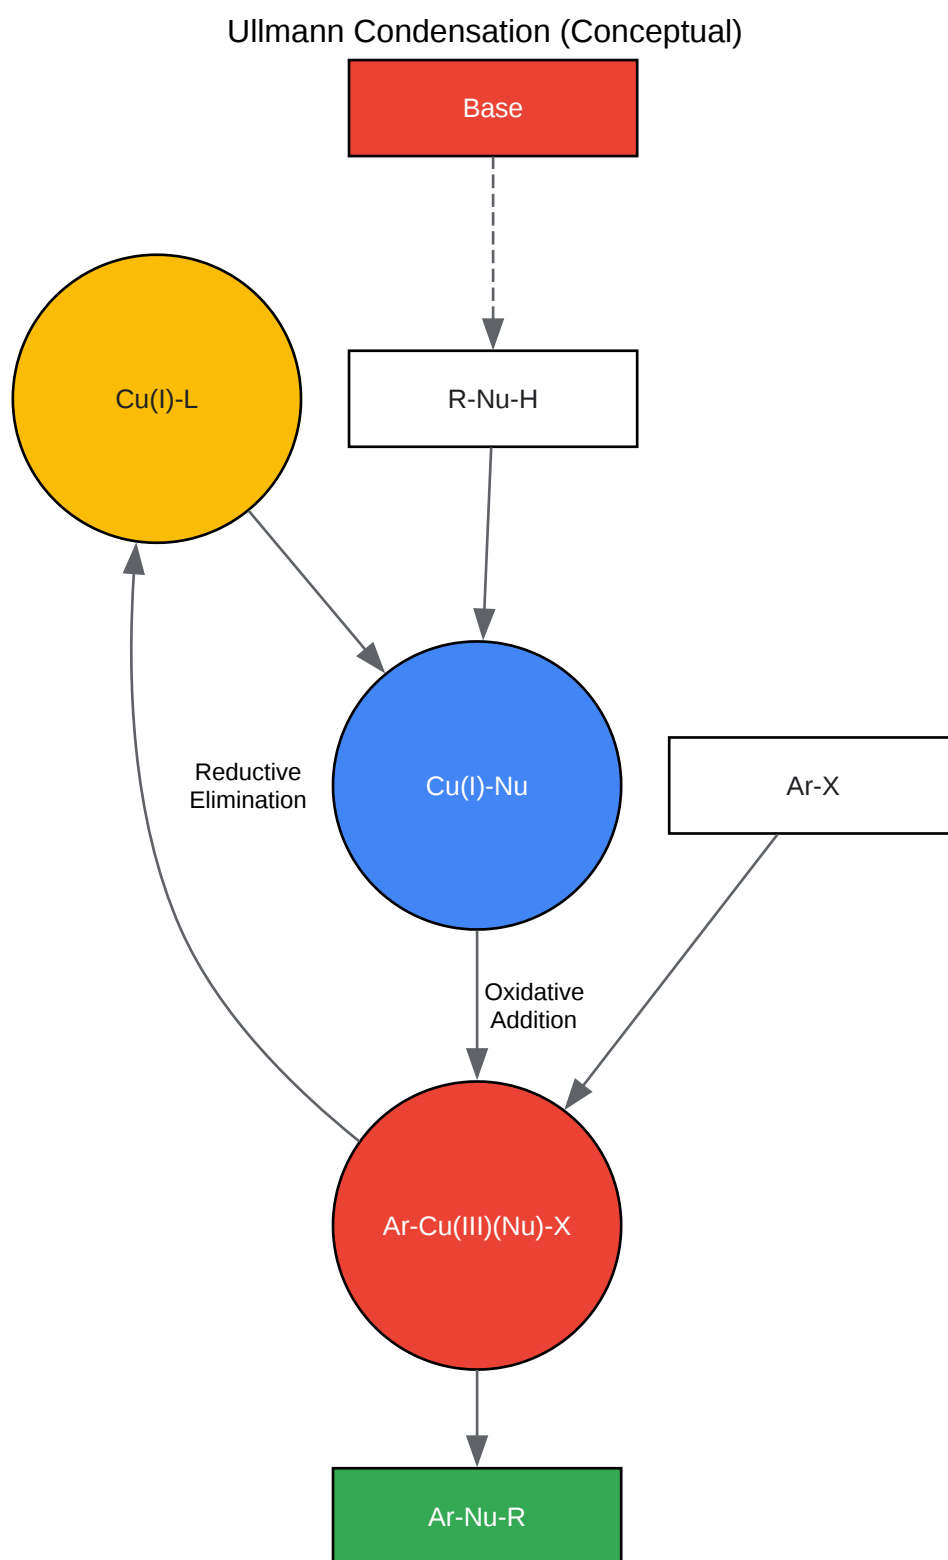 Ullmann Condensation (Conceptual)
Base
Cu(I)-L
R-Nu-H
Reductive
Elimination
Cu(I)-Nu
Ar-X
Oxidative
Addition
Ar-Cu(III)(Nu)-X
Ar-Nu-R